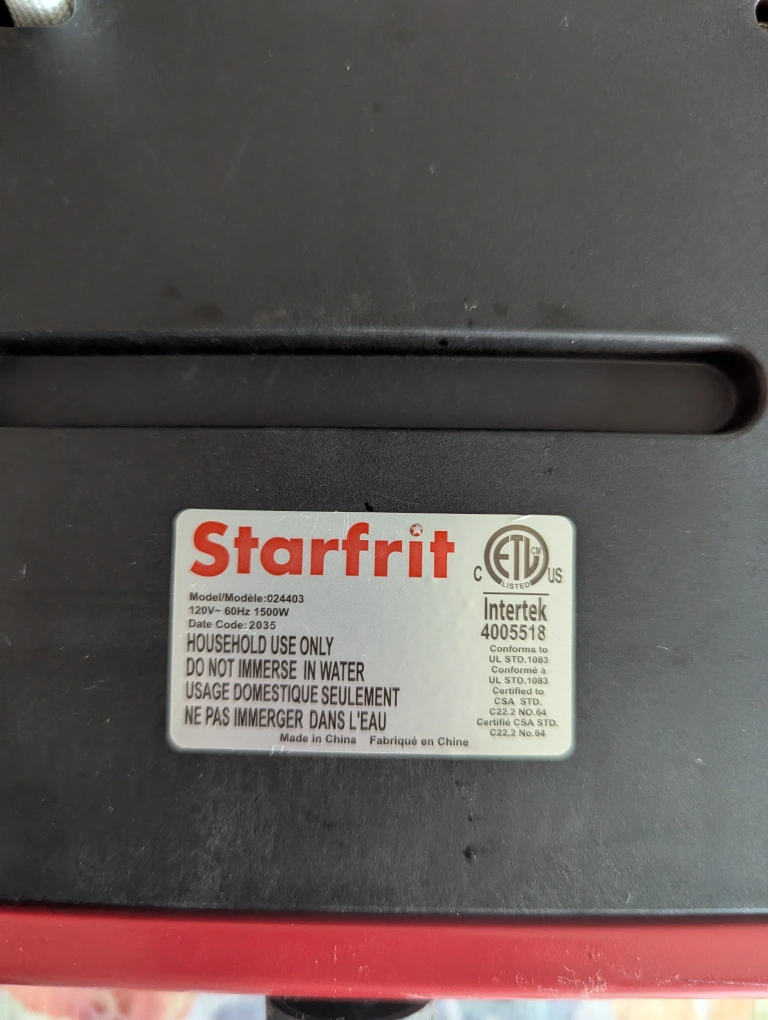 Starfrit
Model/Modèle:024403
120V~ 60Hz 1500W
Date Code: 2035
HOUSEHOLD USE ONLY
DO NOT IMMERSE IN WATER
USAGE DOMESTIQUE SEULEMENT
NE PAS IMMERGER DANS L'EAU
Made in China Fabriqué en Chine
ETL CM
LISTED
C US
Intertek
4005518
Conforms to
UL STD.1083
Conformé à
UL STD.1083
Certified to
CSA STD.
C22.2 NO.64
Certifié CSA STD.
C22.2 No.64